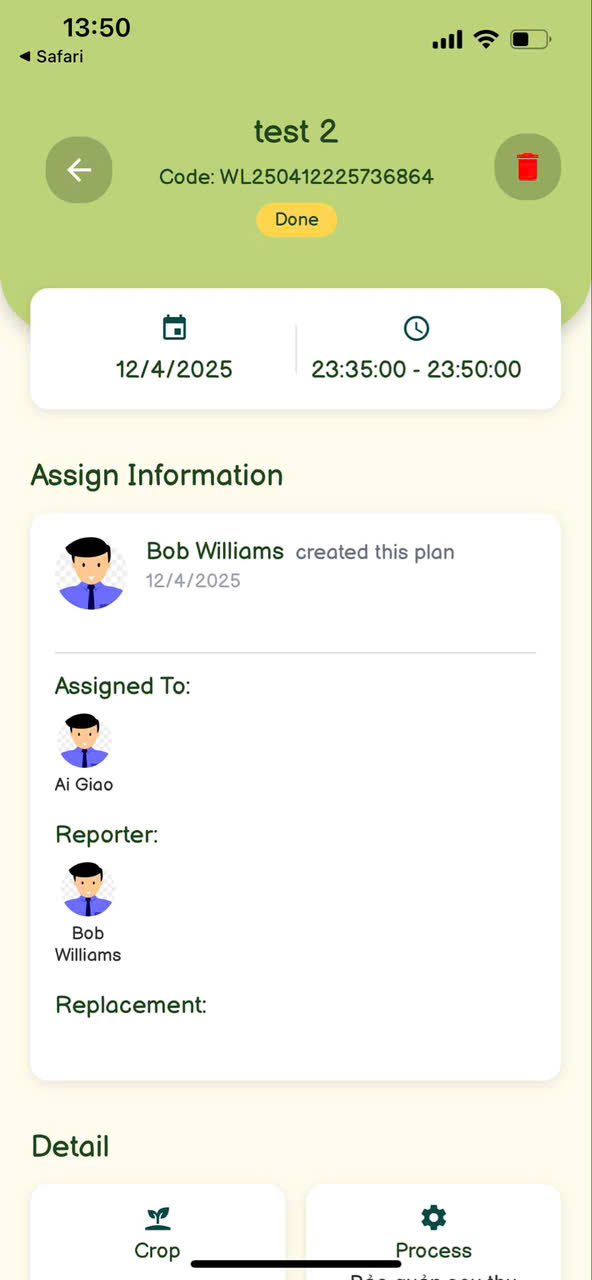 13:50
◀ Safari
test 2
Code: WL250412225736864
Done
12/4/2025
23:35:00 - 23:50:00
Assign Information
Bob Williams created this plan
12/4/2025
Assigned To:
Ai Giao
Reporter:
Bob
Williams
Replacement:
Detail
Crop
Process